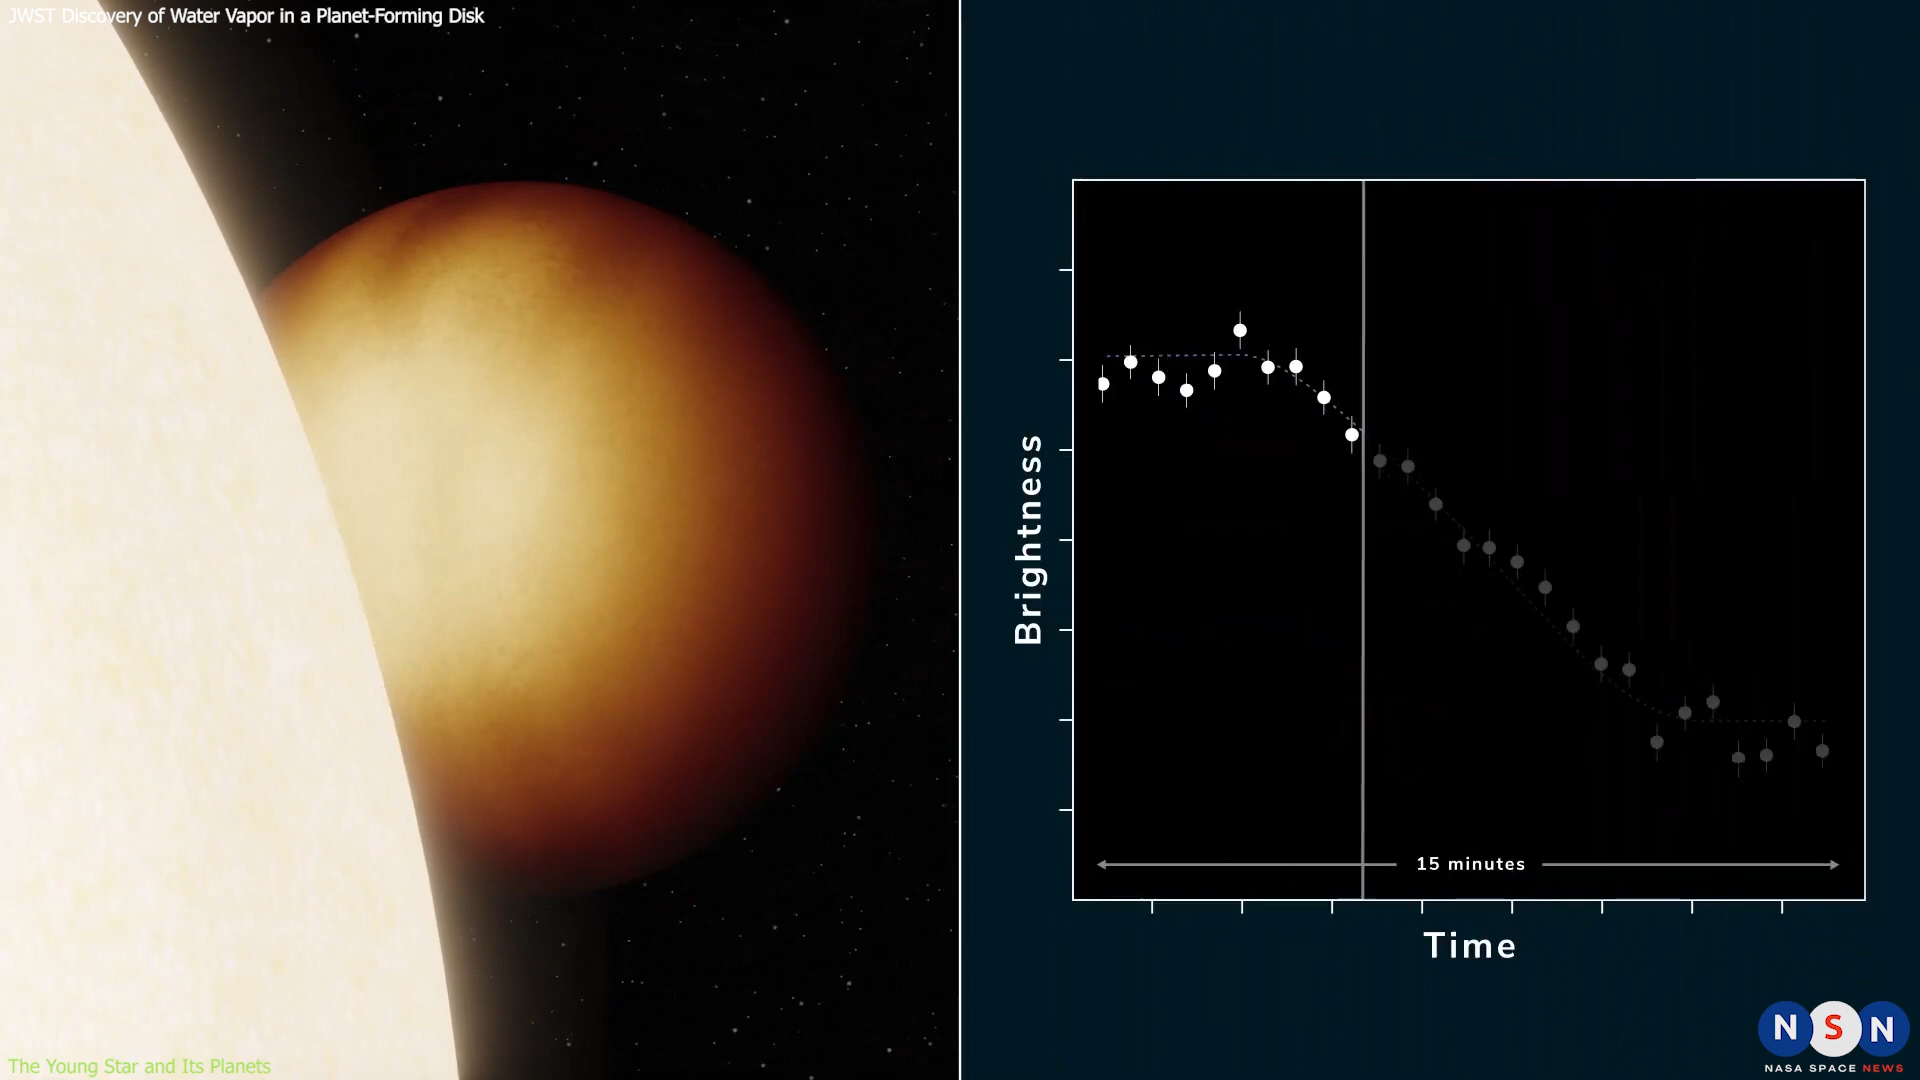 JWST Discovery of Water Vapor in a Planet-Forming Disk
Brightness
15 minutes
Time
The Young Star and Its Planets
N S N
NASA SPACE NEWS